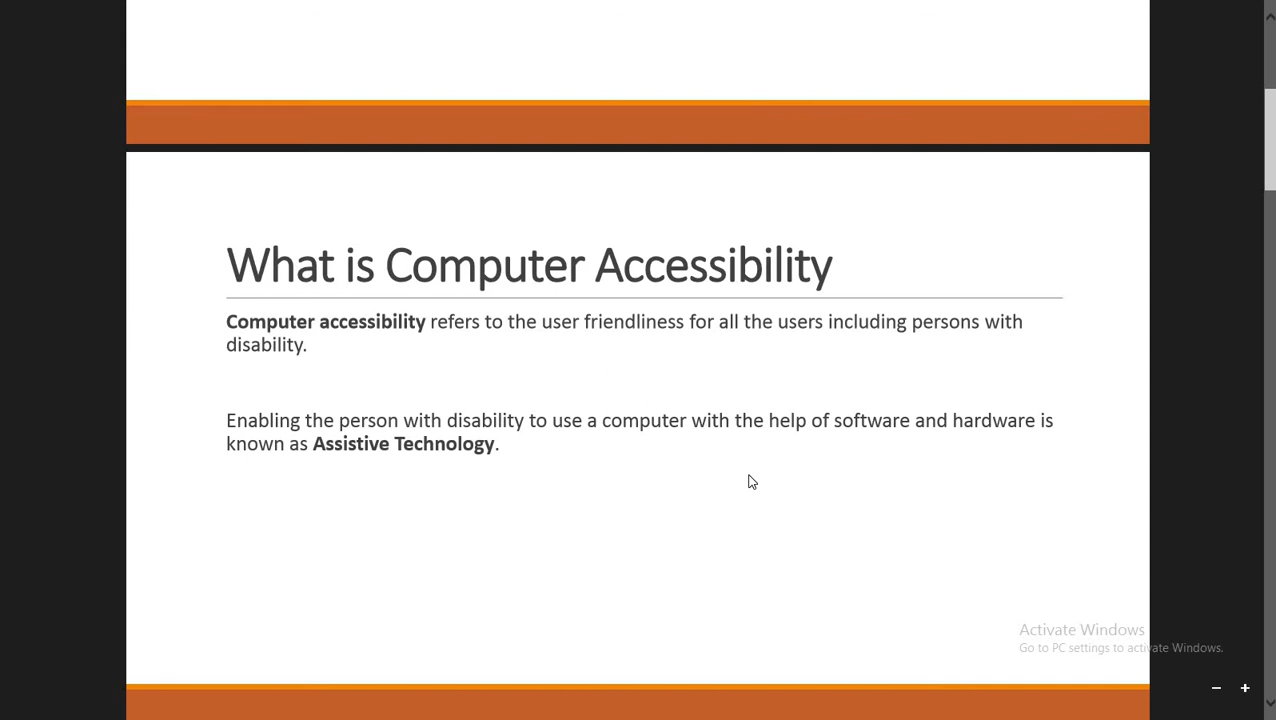 What is Computer Accessibility
Computer accessibility refers to the user friendliness for all the users including persons with
disability.
Enabling the person with disability to use a computer with the help of software and hardware is
known as Assistive Technology.
Activate Windows
Go to PC settings to activate Windows.